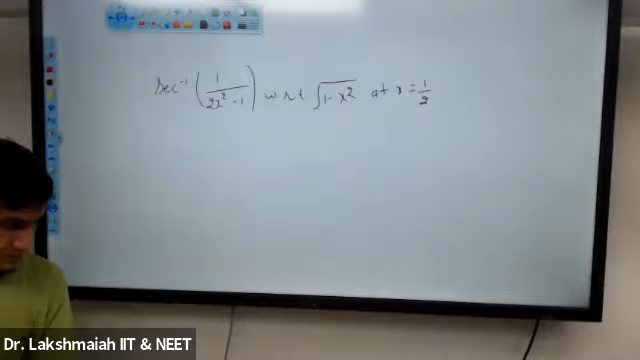 sec⁻¹ (1/(2x²-1)) w.r.t √1-x² at x = 1/2
Dr. Lakshmaiah IIT & NEET